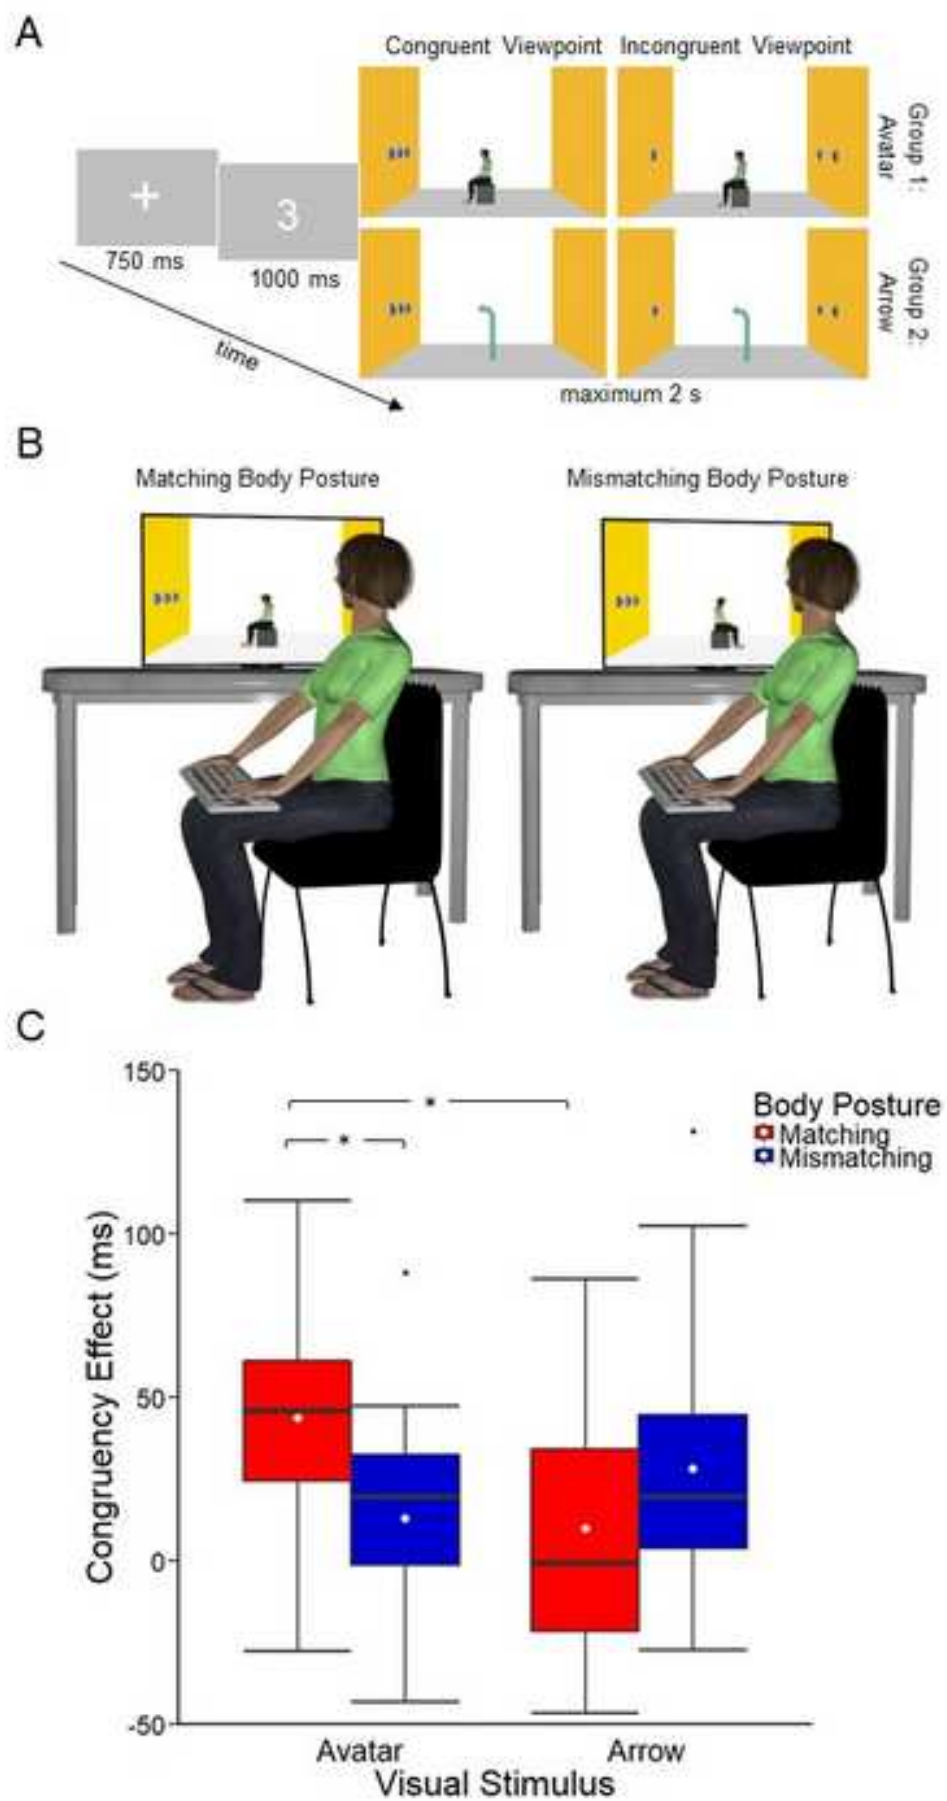 A
Congruent Viewpoint
Incongruent Viewpoint
Group 1:
Avatar
+
3
750 ms
1000 ms
Group 2:
Arrow
time
maximum 2 s
B
Matching Body Posture
Mismatching Body Posture
C
150
100
50
0
-50
Congruency Effect (ms)
*
*
Body Posture
Matching
Mismatching
Avatar
Arrow
Visual Stimulus